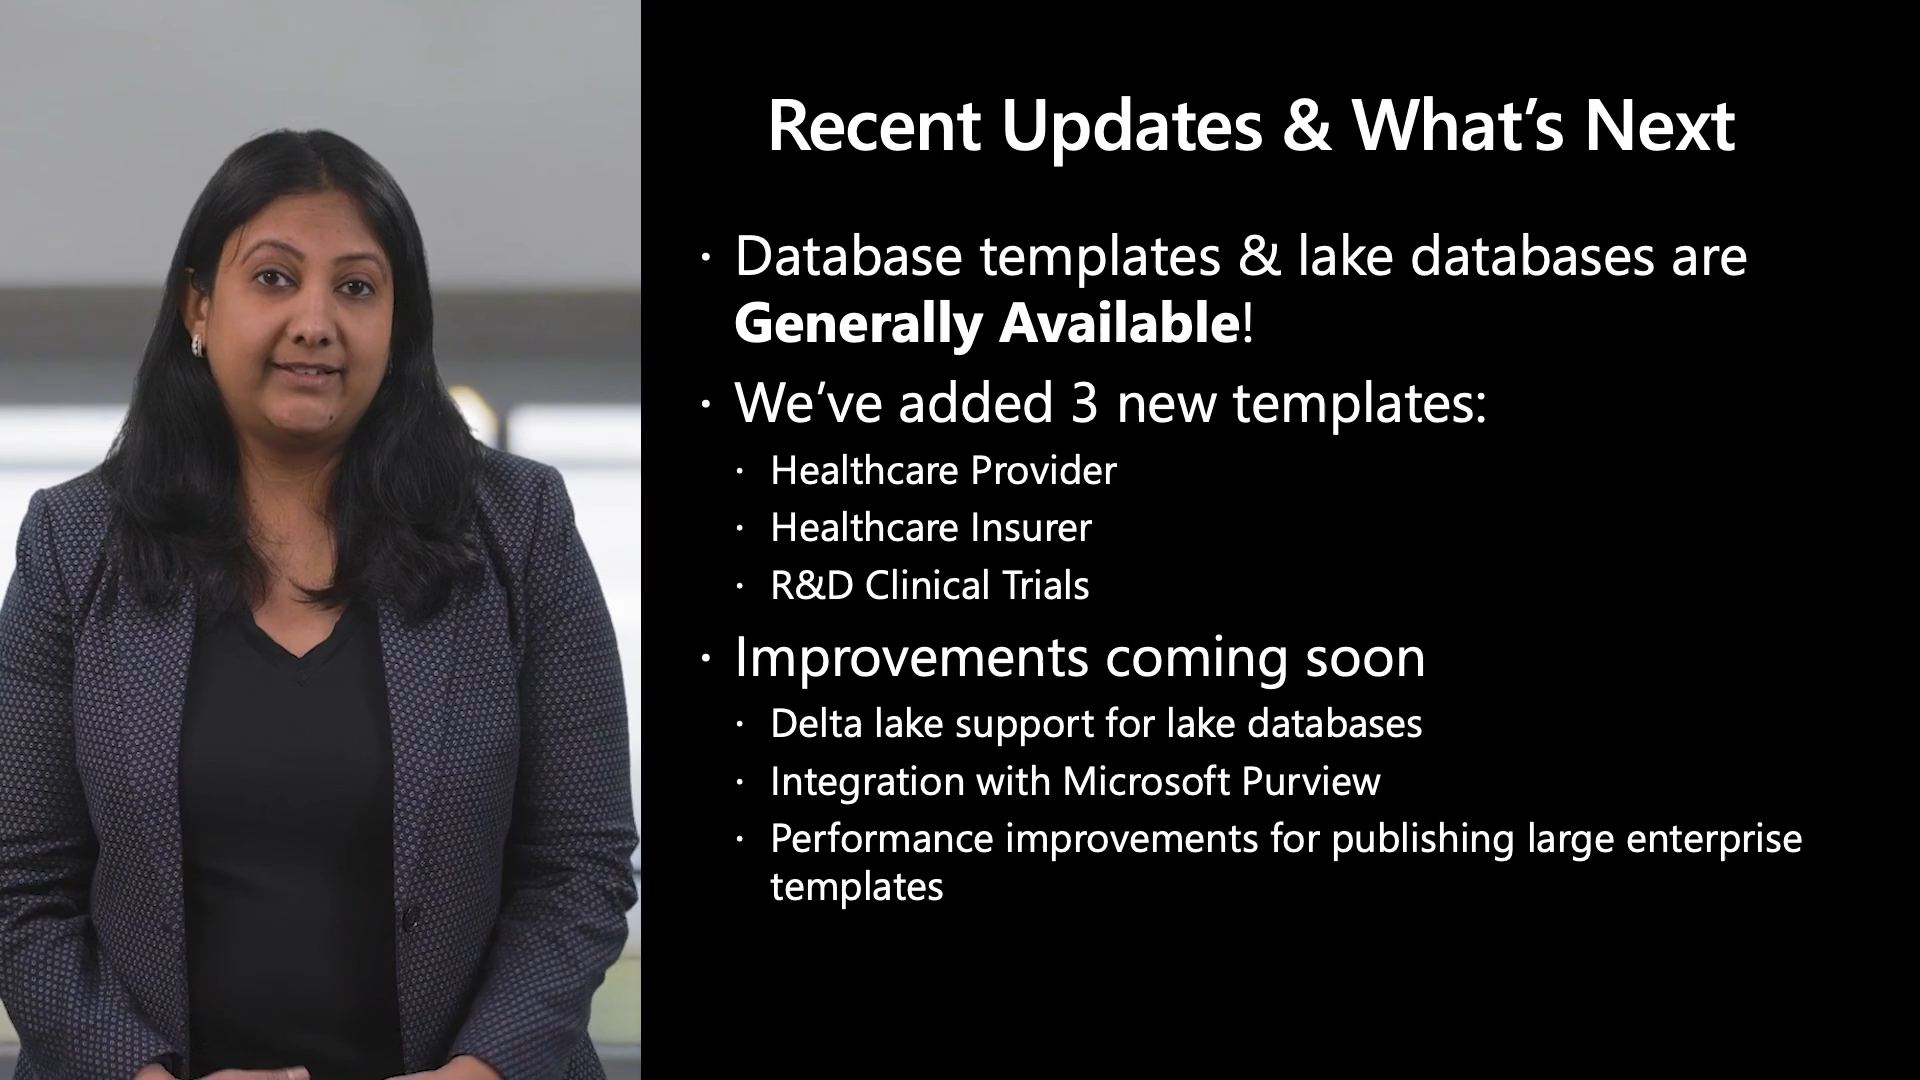 Recent Updates & What’s Next
· Database templates & lake databases are
Generally Available!
· We’ve added 3 new templates:
· Healthcare Provider
· Healthcare Insurer
· R&D Clinical Trials
· Improvements coming soon
· Delta lake support for lake databases
· Integration with Microsoft Purview
· Performance improvements for publishing large enterprise
templates